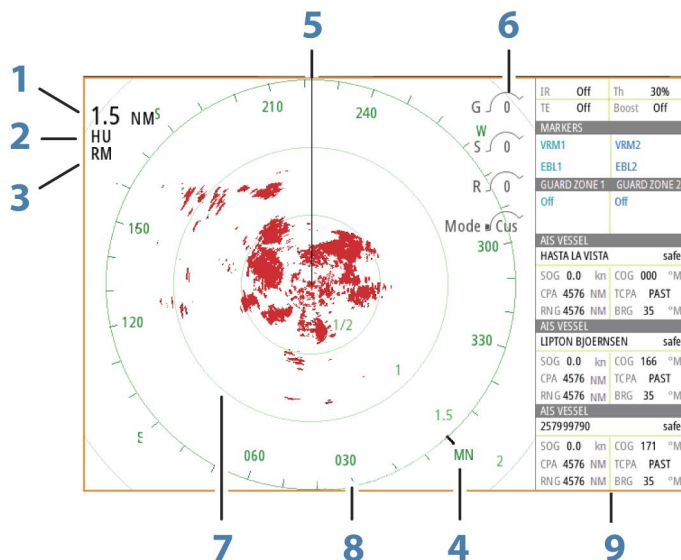 5
6
1
2
3
1.5 NM
HU
RM
S
210
240
W
300
330
MN
030
060
E
120
150
1/2
1
1.5
2
G 0
S 0
R 0
Mode Cus
IR Off Th 30%
TE Off Boost Off
MARKERS
VRM1 VRM2
EBL1 EBL2
GUARD ZONE 1 GUARD ZONE 2
Off Off
AIS VESSEL
HASTA LA VISTA safe
SOG 0.0 kn COG 000 °M
CPA 4576 NM TCPA PAST
RNG 4576 NM BRG 35 °M
AIS VESSEL
LIPTON BJOERNSEN safe
SOG 0.0 kn COG 166 °M
CPA 4576 NM TCPA PAST
RNG 4576 NM BRG 35 °M
AIS VESSEL
257999790 safe
SOG 0.0 kn COG 171 °M
CPA 4576 NM TCPA PAST
RNG 4576 NM BRG 35 °M
7
8
4
9